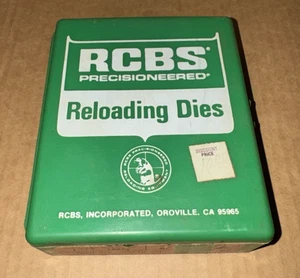 RCBS®
PRECISIONEERED®
Reloading Dies
PRICE
RCBS, INCORPORATED, OROVILLE, CA 95965